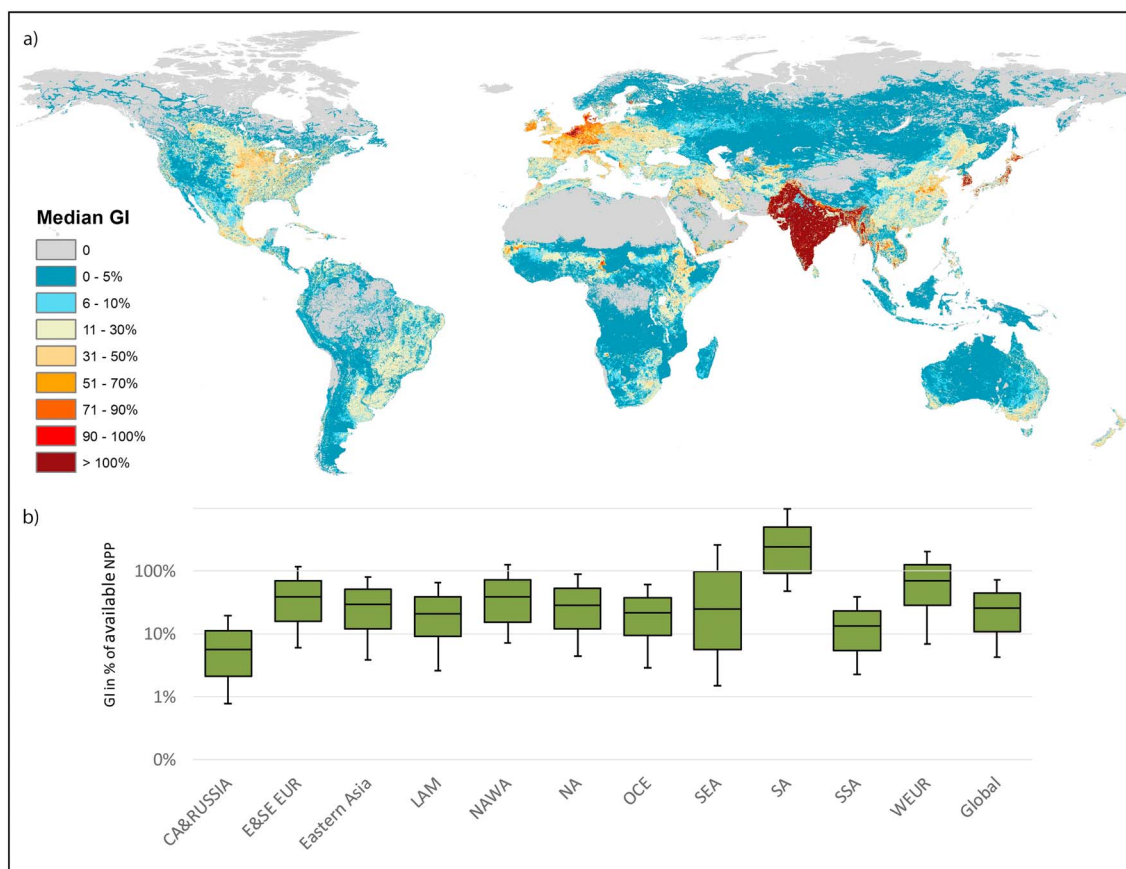 a)
Median GI
0
0 - 5%
6 - 10%
11 - 30%
31 - 50%
51 - 70%
71 - 90%
90 - 100%
> 100%
b)
GI in % of available NPP
100%
10%
1%
0%
CA&RUSSIA
E&SE EUR
Eastern Asia
LAM
NAWA
NA
OCE
SEA
SA
SSA
WEUR
Global